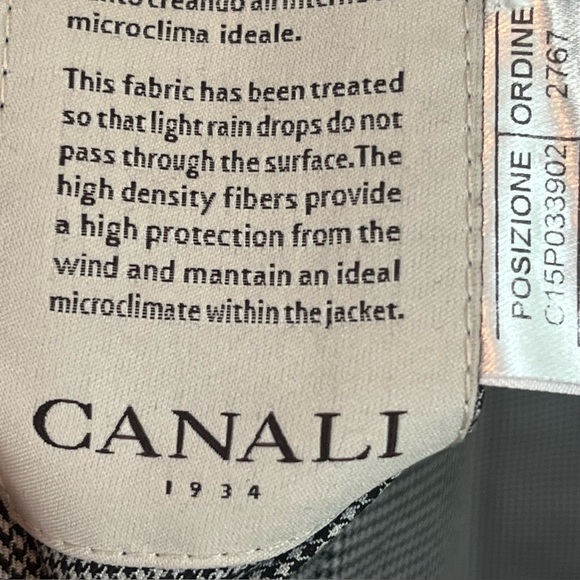 microclima ideale.
This fabric has been treated
so that light rain drops do not
pass through the surface.The
high density fibers provide
a high protection from the
wind and mantain an ideal
microclimate within the jacket.
CANALI
1934
POSIZIONE ORDINE
C15P033902 2767